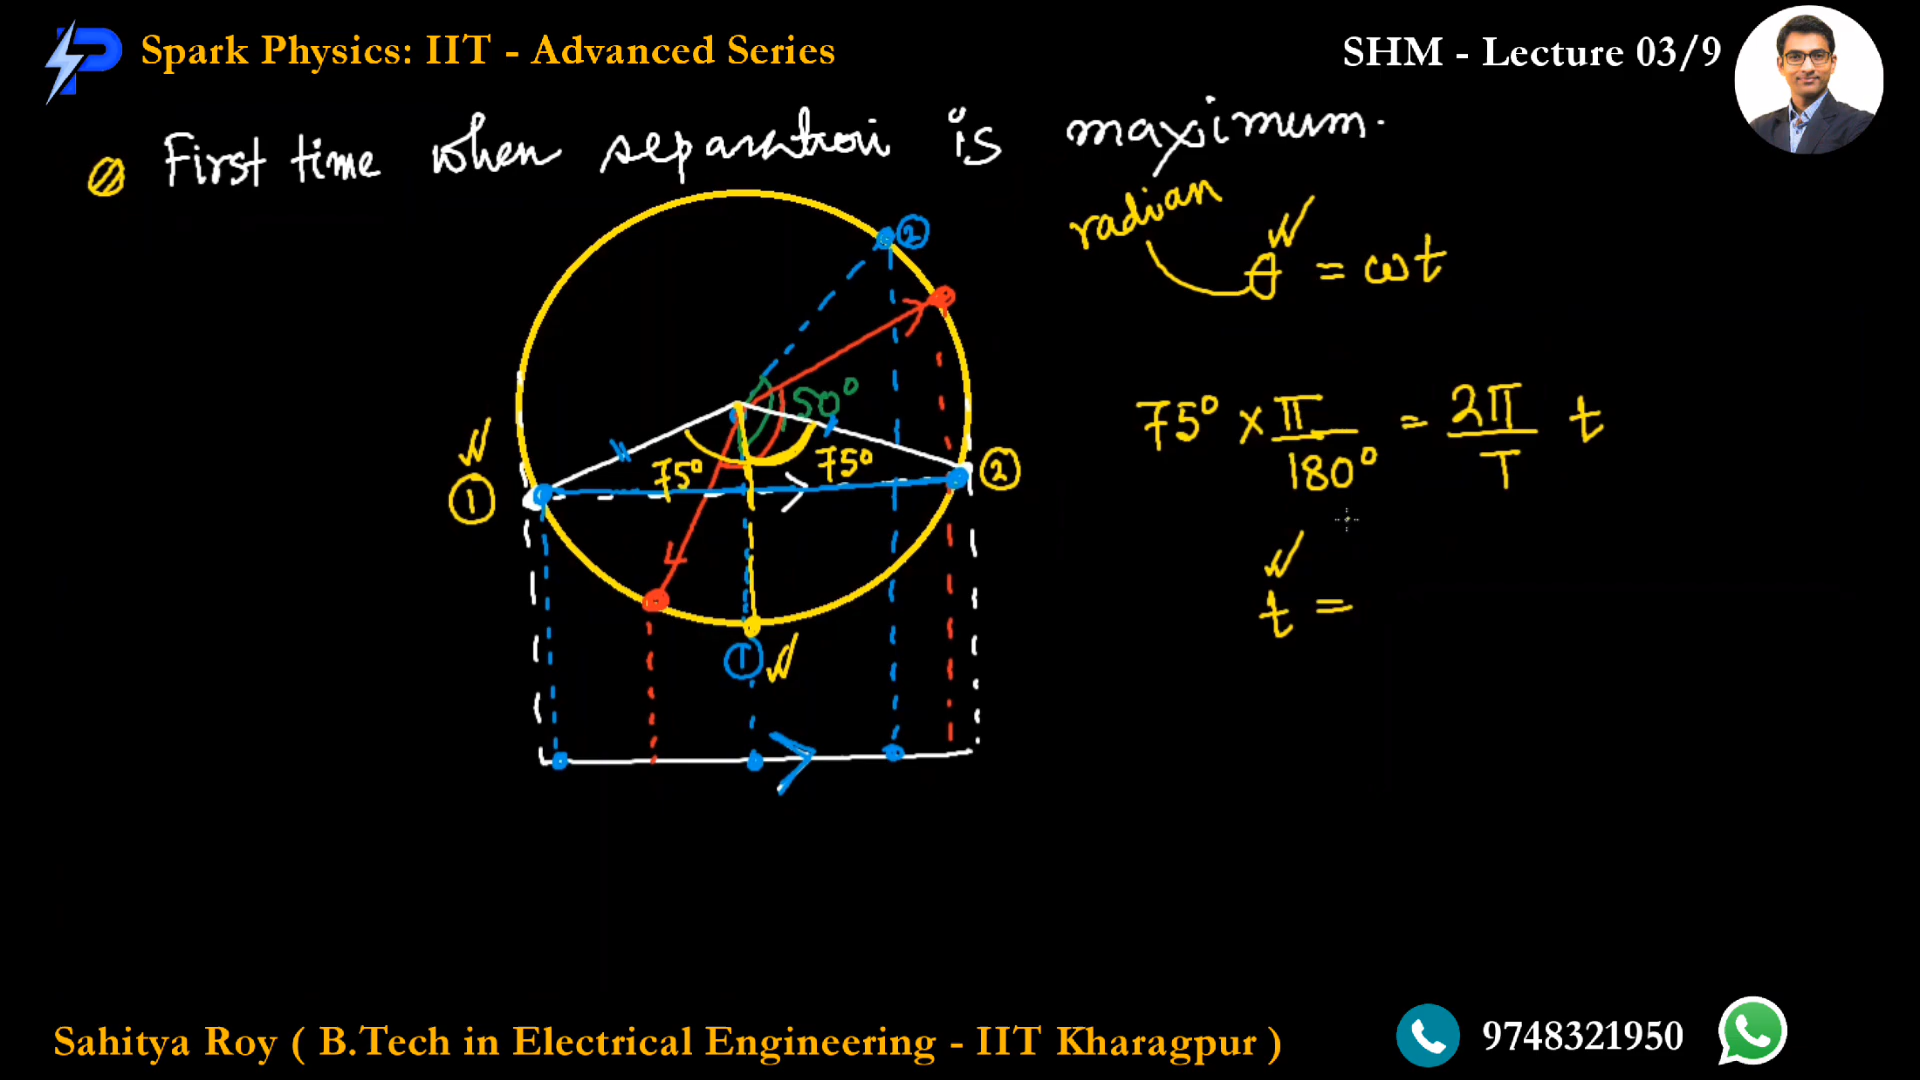 Spark Physics: IIT - Advanced Series
SHM - Lecture 03/9
First time when separation is maximum.
radian
θ = ωt
②
50°
75° × π/180° = 2π/T t
75° 75°
① ②
t =
①
Sahitya Roy ( B.Tech in Electrical Engineering - IIT Kharagpur )
9748321950